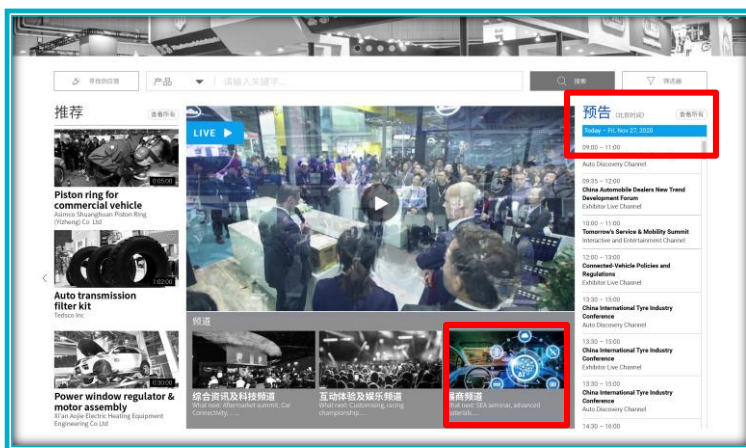 寻找供应商
产品
请输入关键字...
搜索
筛选器
推荐
查看所有
0:05:00
Piston ring for
commercial vehicle
Asimco Shuanghuan Piston Ring
(Yizheng) Co Ltd
1:02:00
Auto transmission
filter kit
Tedsco Inc
0:30:00
Power window regulator &
motor assembly
Xi'an Aojie Electric Heating Equipment
Engineering Co Ltd
LIVE
频道
综合资讯及科技频道
What next: Aftermarket summit, Car
Connectivity, ...
互动体验及娱乐频道
What next: Customising, racing
championship...
展商频道
What next: SEA seminar, advanced
materials...
预告 (北京时间)
查看所有
Today – Fri, Nov 27, 2020
09:00 – 11:00
Auto Discovery Channel
09:35 – 12:00
China Automobile Dealers New Trend
Development Forum
Exhibitor Live Channel
10:00 – 11:00
Tomorrow's Service & Mobility Summit
Interactive and Entertainment Channel
12:00 – 13:00
Connected-Vehicle Policies and
Regulations
Exhibitor Live Channel
13:30 – 15:00
China International Tyre Industry
Conference
Auto Discovery Channel
13:30 – 15:00
China International Tyre Industry
Conference
Exhibitor Live Channel
13:30 – 15:00
China International Tyre Industry
Conference
Auto Discovery Channel
14:30 – 16:00